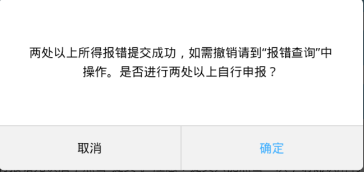 两处以上所得报错提交成功，如需撤销请到“报错查询”中
操作。是否进行两处以上自行申报？
取消
确定